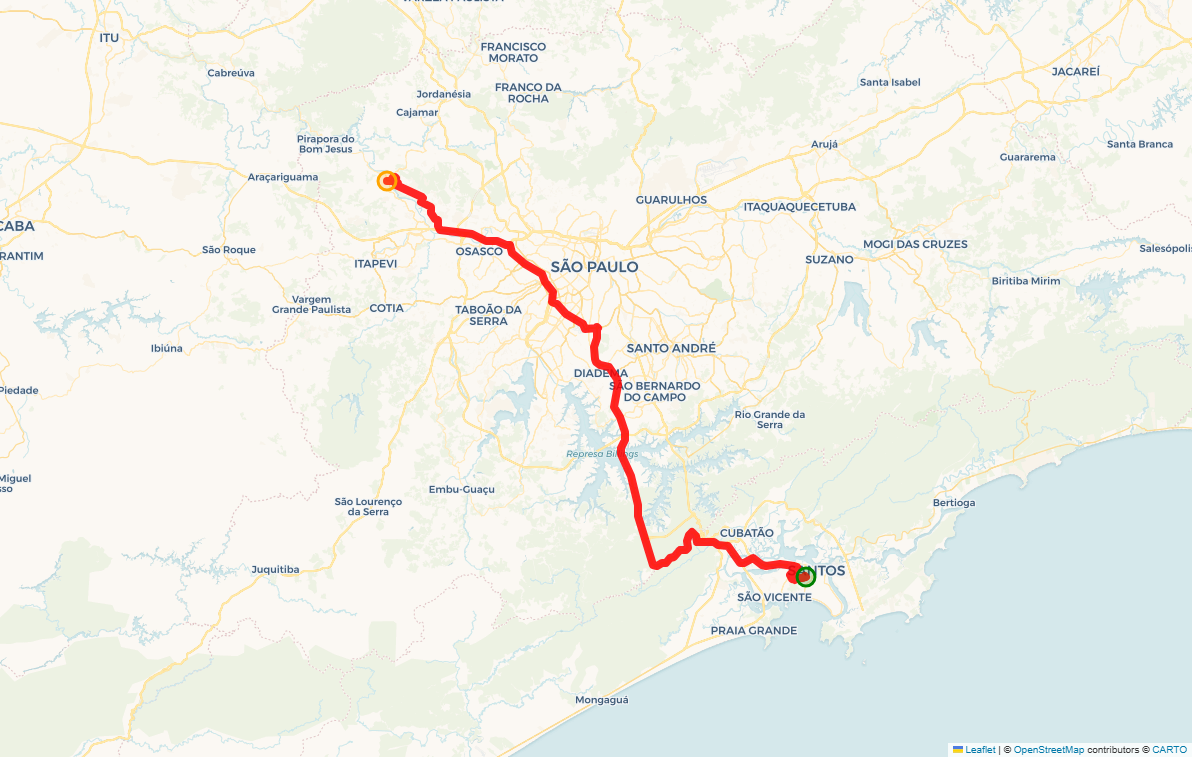 VÁRZEA PAULISTA
ITU
FRANCISCO
MORATO
Cabreúva
JACAREÍ
Santa Isabel
Jordanésia
FRANCO DA
ROCHA
Cajamar
Pirapora do
Bom Jesus
Arujá
Santa Branca
Guararema
Araçariguama
GUARULHOS
ITAQUAQUECETUBA
CABA
MOGI DAS CRUZES
Salesópolis
São Roque
OSASCO
RANTIM
ITAPEVI
SÃO PAULO
SUZANO
Biritiba Mirim
Vargem
Grande Paulista
COTIA
TABOÃO DA
SERRA
Ibiúna
SANTO ANDRÉ
DIADEMA
SÃO BERNARDO
DO CAMPO
Piedade
Rio Grande da
Serra
Represa Billings
Miguel
sso
Embu-Guaçu
São Lourenço
da Serra
Bertioga
CUBATÃO
Juquitiba
SANTOS
SÃO VICENTE
PRAIA GRANDE
Mongaguá
Leaflet | © OpenStreetMap contributors © CARTO